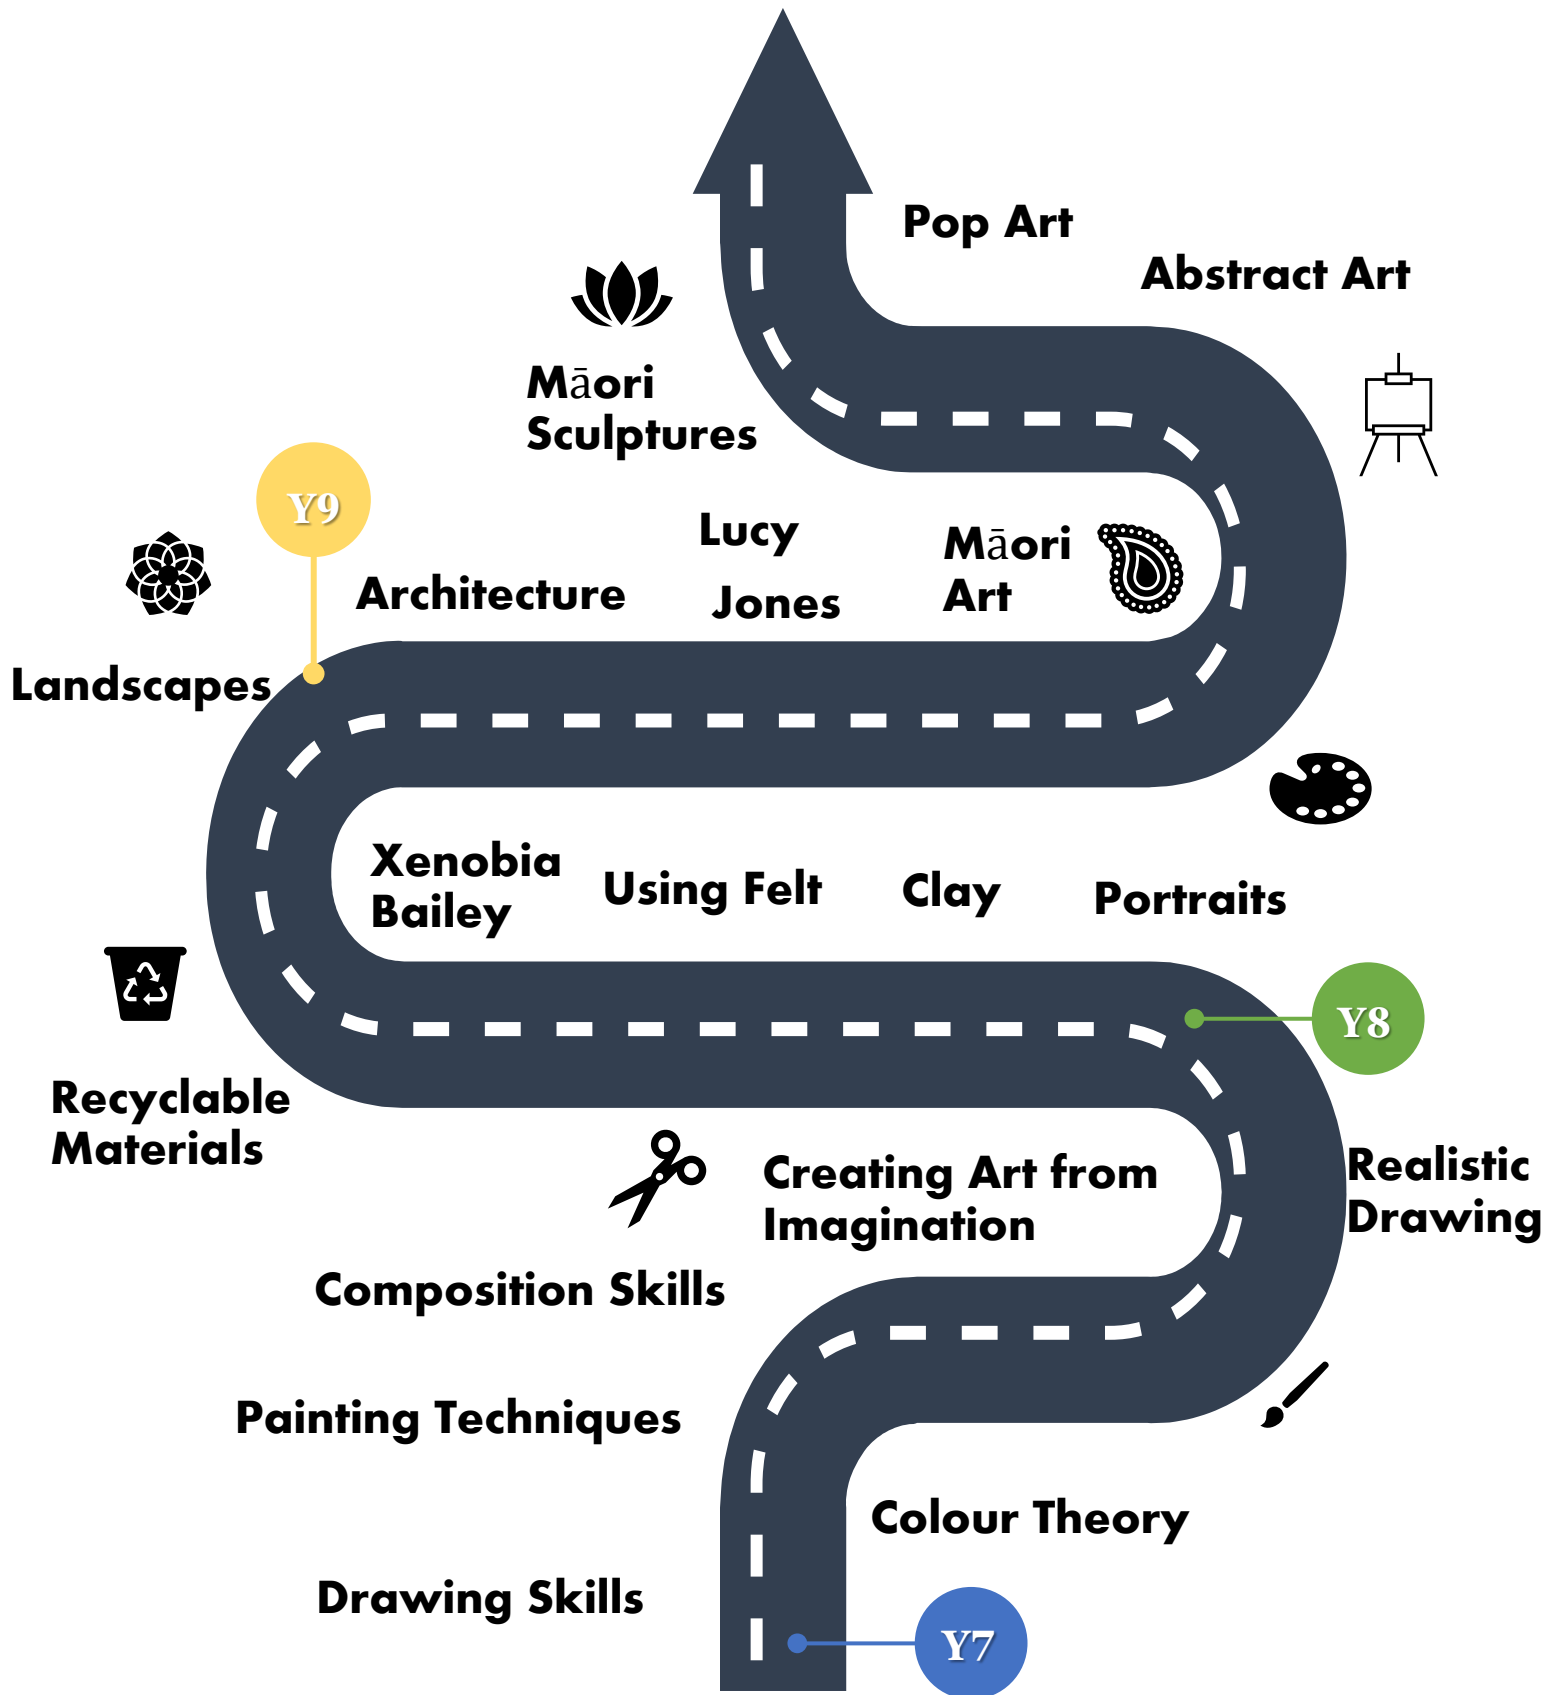 Pop Art
Abstract Art
Māori
Sculptures
Y9
Lucy
Jones
Māori
Art
Architecture
Landscapes
Xenobia
Bailey
Using Felt
Clay
Portraits
Y8
Recyclable
Materials
Creating Art from
Imagination
Realistic
Drawing
Composition Skills
Painting Techniques
Colour Theory
Drawing Skills
Y7